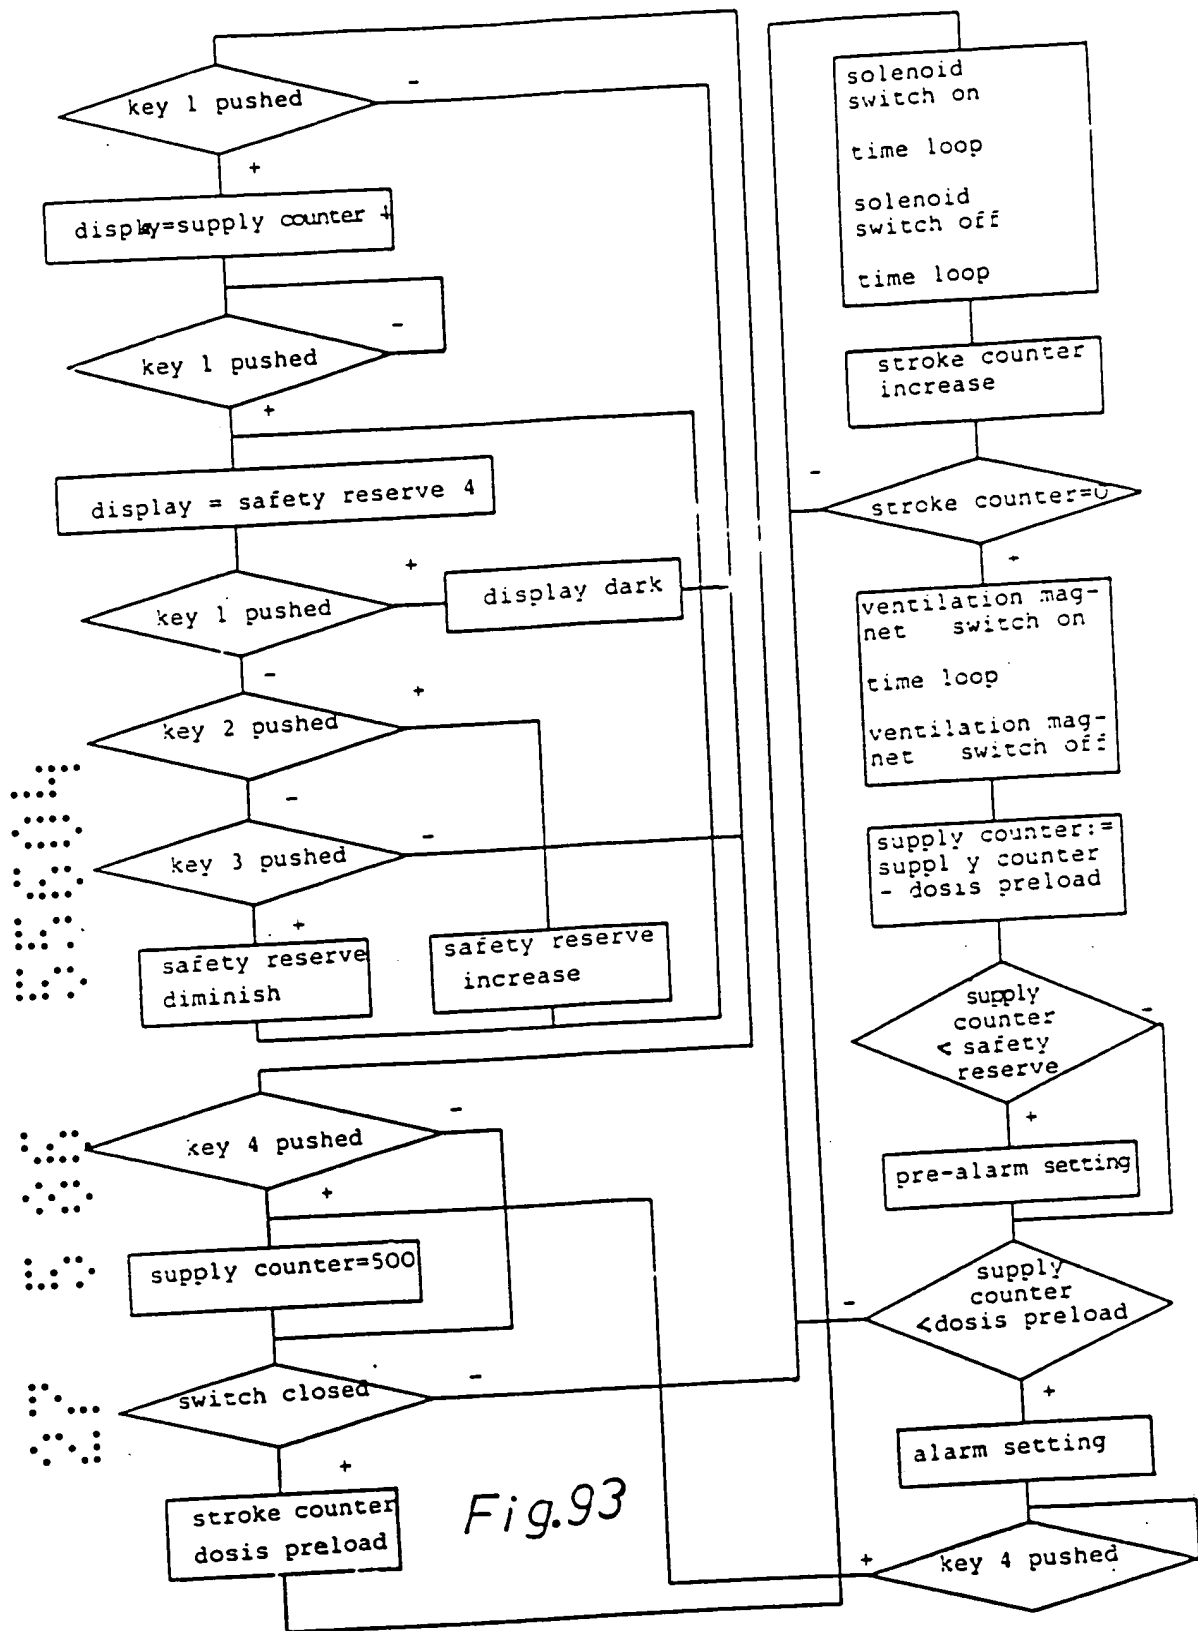 key 1 pushed
-
+
display=supply counter +
key 1 pushed
-
+
display = safety reserve 4
key 1 pushed
+
display dark
-
key 2 pushed
+
-
key 3 pushed
-
+
safety reserve
diminish
safety reserve
increase
key 4 pushed
-
+
supply counter=500
switch closed
-
+
stroke counter
dosis preload
Fig.93
solenoid
switch on
time loop
solenoid
switch off
time loop
stroke counter
increase
-
stroke counter=0
+
ventilation mag-
net switch on
time loop
ventilation mag-
net switch off
supply counter:=
suppl y counter
- dosis preload
supply
counter
< safety
reserve
-
+
pre-alarm setting
supply
counter
<dosis preload
-
+
alarm setting
key 4 pushed
+